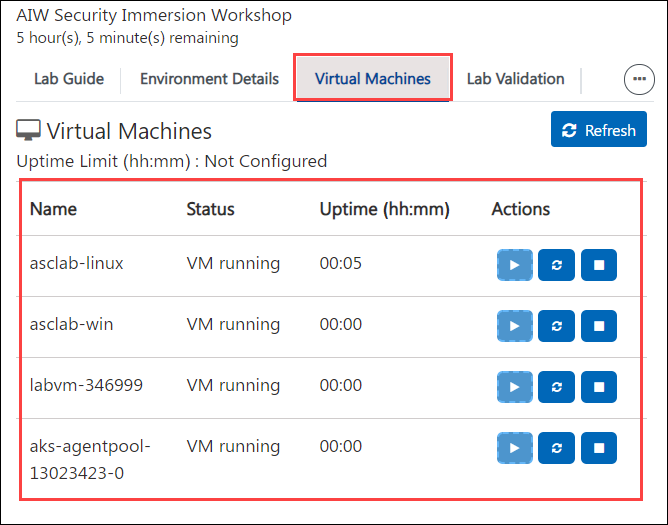 AIW Security Immersion Workshop
5 hour(s), 5 minute(s) remaining
Lab Guide Environment Details Virtual Machines Lab Validation
Virtual Machines Refresh
Uptime Limit (hh:mm) : Not Configured
Name Status Uptime (hh:mm) Actions
asclab-linux VM running 00:05
asclab-win VM running 00:00
labvm-346999 VM running 00:00
aks-agentpool- VM running 00:00
13023423-0